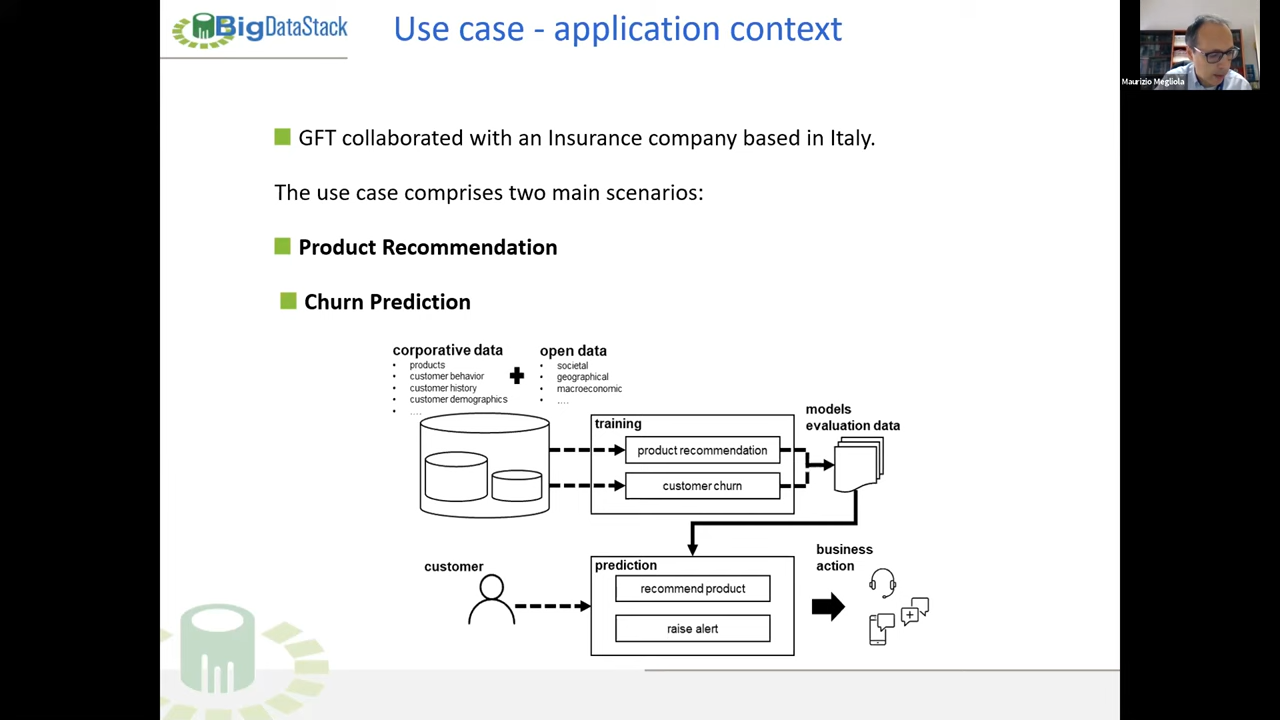 BigDataStack
Use case - application context
Maurizio Megliola
GFT collaborated with an Insurance company based in Italy.
The use case comprises two main scenarios:
Product Recommendation
Churn Prediction
corporative data
• products
• customer behavior
• customer history
• customer demographics
• ....
open data
• societal
• geographical
• macroeconomic
• ....
training
product recommendation
customer churn
models
evaluation data
customer
prediction
recommend product
raise alert
business
action